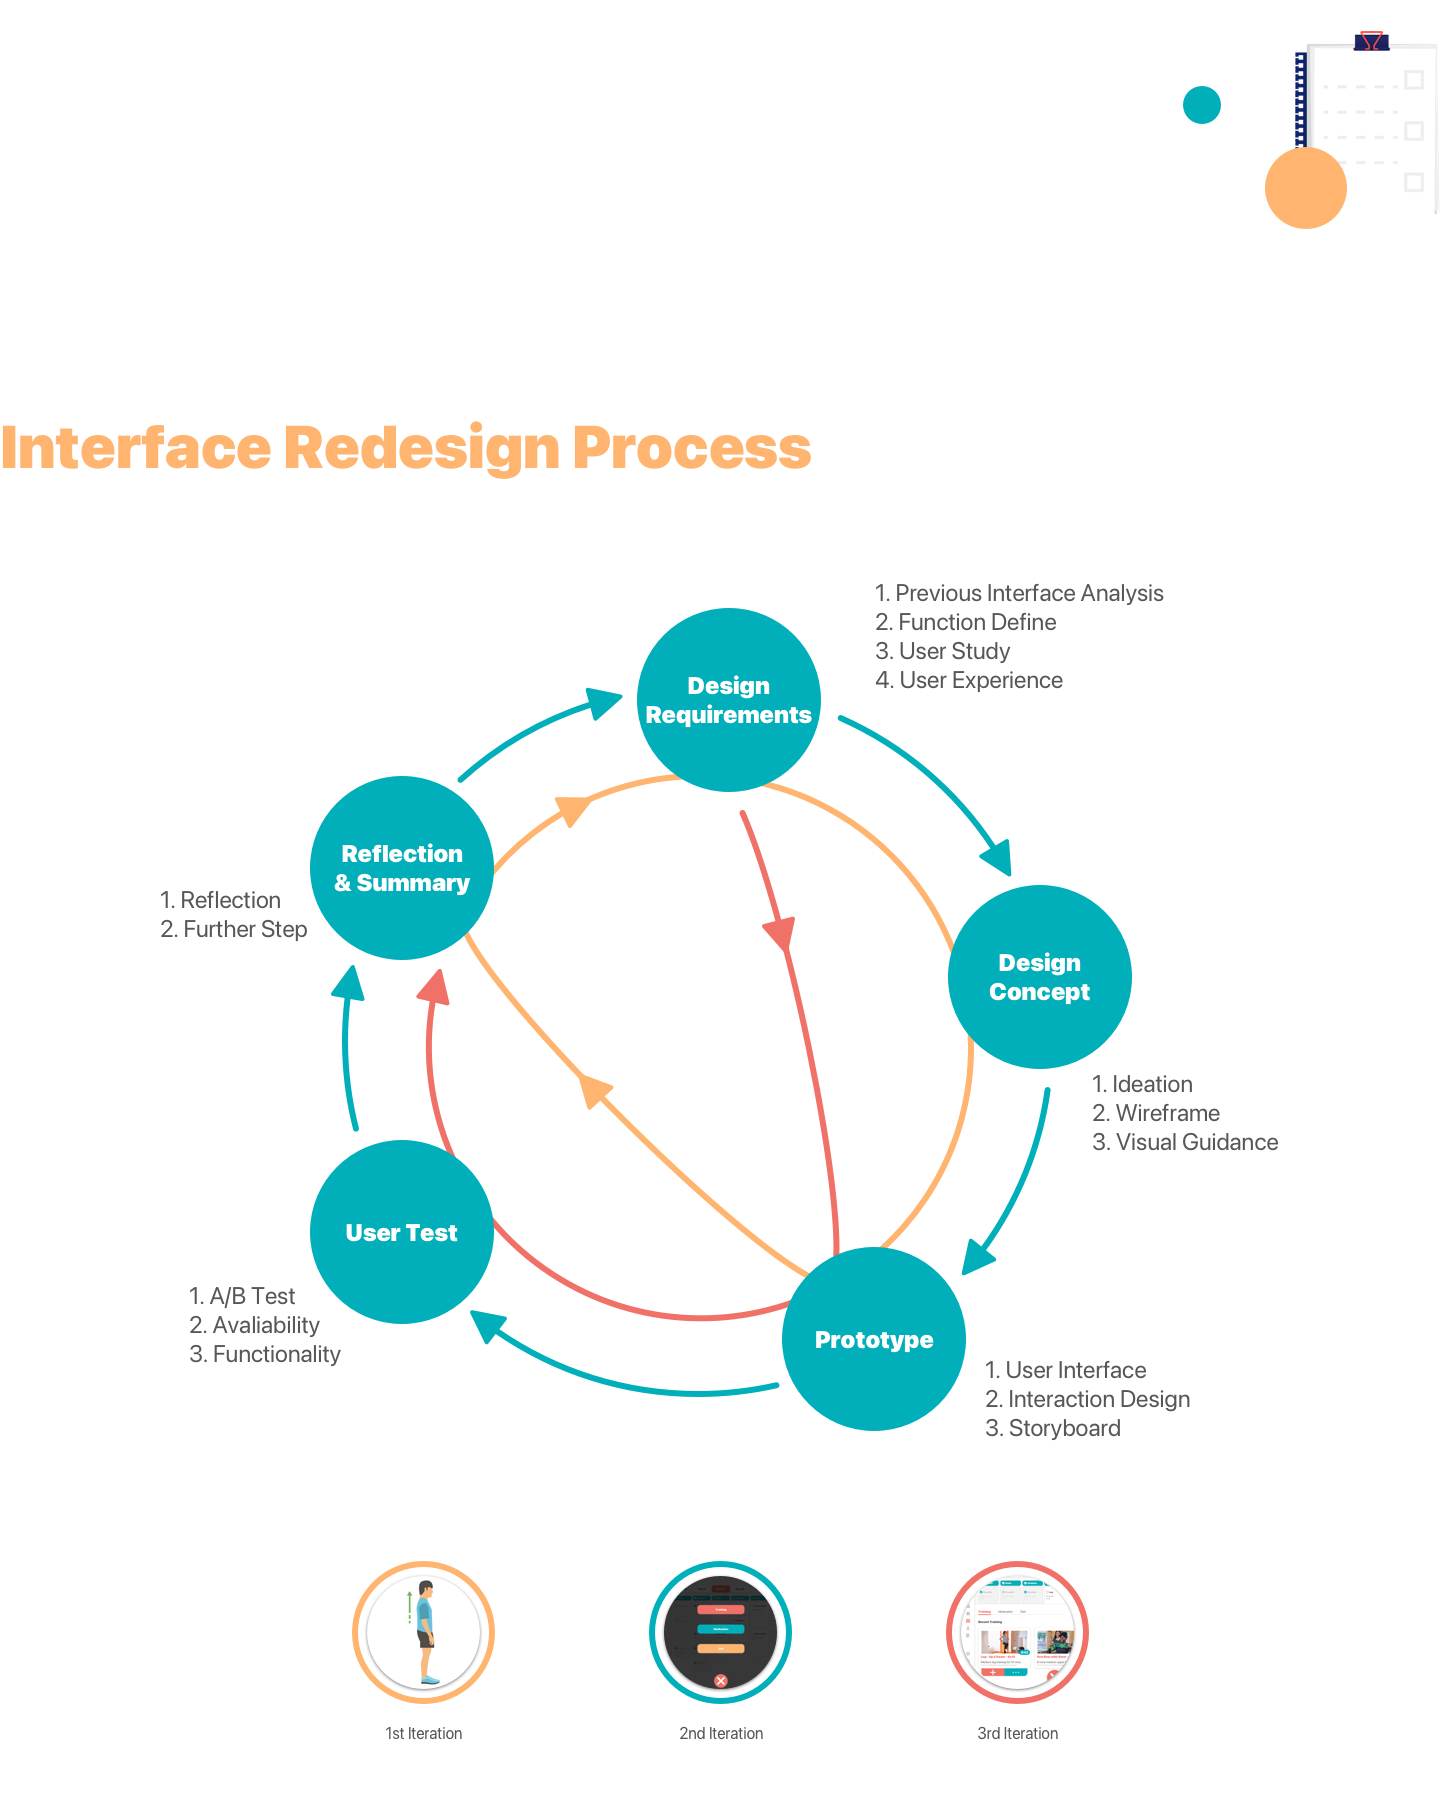 Interface Redesign Process
1. Previous Interface Analysis
2. Function Define
3. User Study
4. User Experience
Design
Requirements
Reflection
& Summary
1. Reflection
2. Further Step
Design
Concept
1. Ideation
2. Wireframe
3. Visual Guidance
User Test
1. A/B Test
2. Avaliability
3. Functionality
Prototype
1. User Interface
2. Interaction Design
3. Storyboard
Training
1st Iteration
2nd Iteration
3rd Iteration